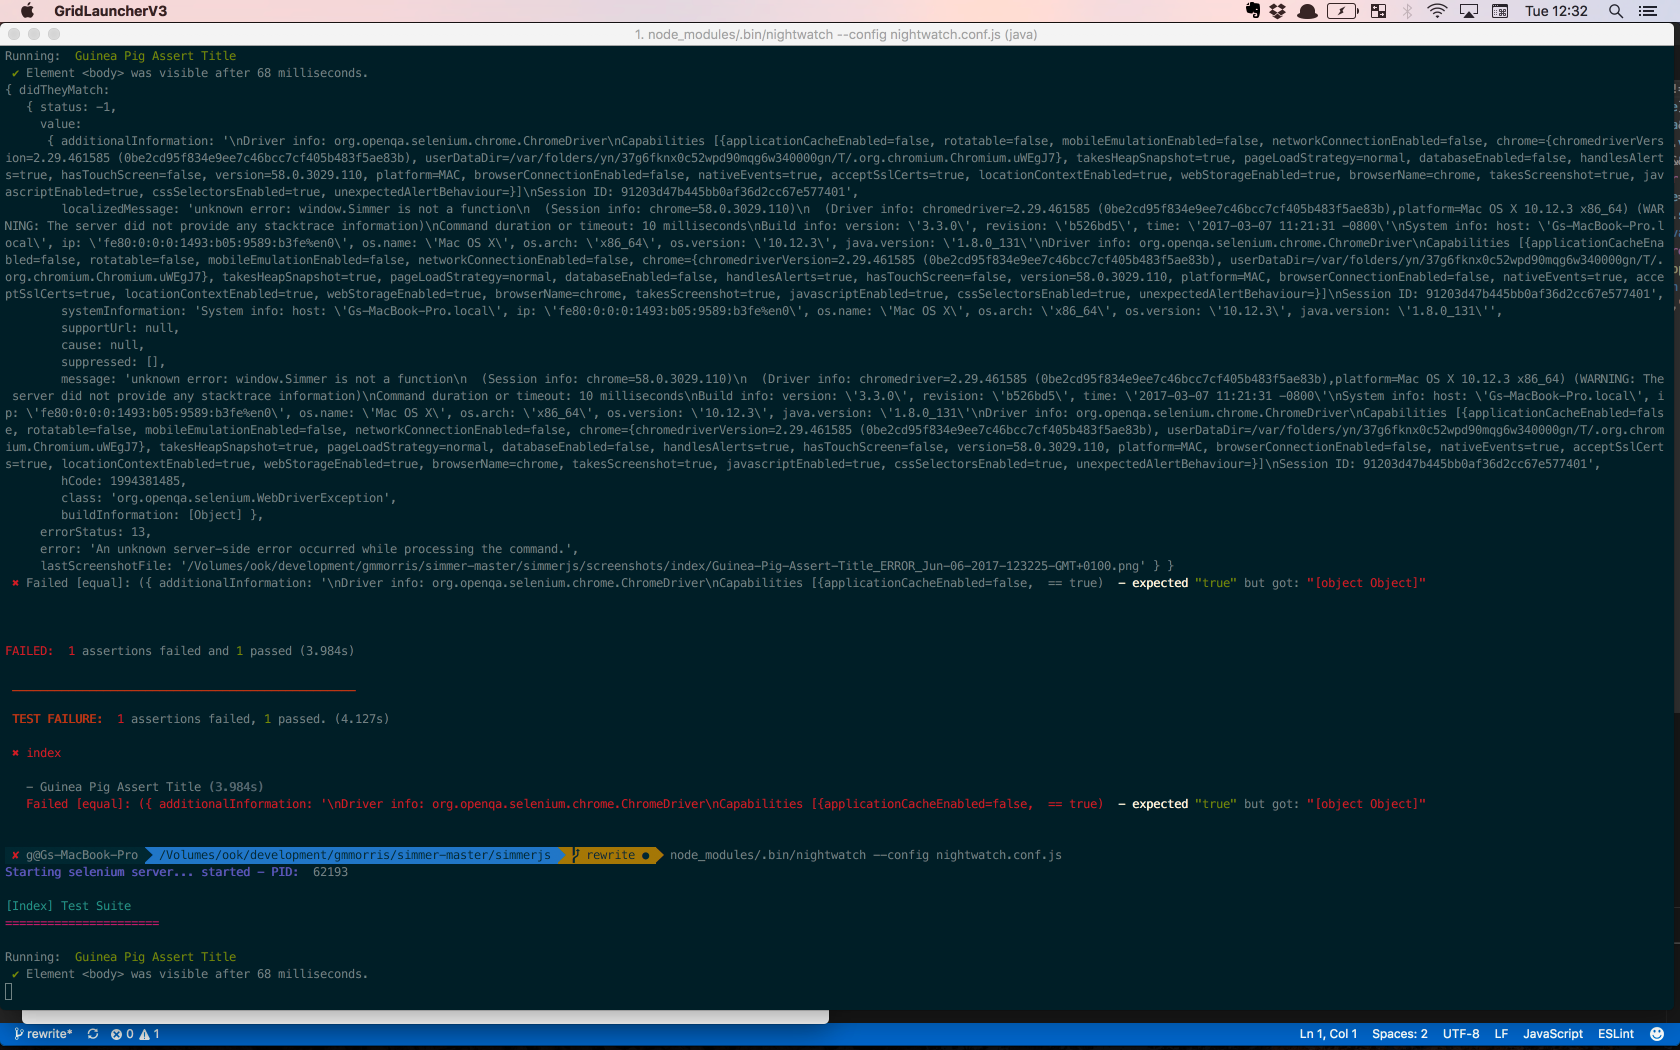 GridLauncherV3
Tue 12:32
1. node_modules/.bin/nightwatch --config nightwatch.conf.js (java)
Running:  Guinea Pig Assert Title
✔ Element <body> was visible after 68 milliseconds.
{ didTheyMatch:
{ status: -1,
value:
{ additionalInformation: '\nDriver info: org.openqa.selenium.chrome.ChromeDriver\nCapabilities [{applicationCacheEnabled=false, rotatable=false, mobileEmulationEnabled=false, networkConnectionEnabled=false, chrome={chromedriverVers
ion=2.29.461585 (0be2cd95f834e9ee7c46bcc7cf405b483f5ae83b), userDataDir=/var/folders/yn/37g6fknx0c52wpd90mqg6w340000gn/T/.org.chromium.Chromium.uWEgJ7}, takesHeapSnapshot=true, pageLoadStrategy=normal, databaseEnabled=false, handlesAlert
s=true, hasTouchScreen=false, version=58.0.3029.110, platform=MAC, browserConnectionEnabled=false, nativeEvents=true, acceptSslCerts=true, locationContextEnabled=true, webStorageEnabled=true, browserName=chrome, takesScreenshot=true, jav
ascriptEnabled=true, cssSelectorsEnabled=true, unexpectedAlertBehaviour=}]\nSession ID: 91203d47b445bb0af36d2cc67e577401',
localizedMessage: 'unknown error: window.Simmer is not a function\n  (Session info: chrome=58.0.3029.110)\n  (Driver info: chromedriver=2.29.461585 (0be2cd95f834e9ee7c46bcc7cf405b483f5ae83b),platform=Mac OS X 10.12.3 x86_64) (WAR
NING: The server did not provide any stacktrace information)\nCommand duration or timeout: 10 milliseconds\nBuild info: version: \'3.3.0\', revision: \'b526bd5\', time: \'2017-03-07 11:21:31 -0800\'\nSystem info: host: \'Gs-MacBook-Pro.l
ocal\', ip: \'fe80:0:0:0:1493:b05:9589:b3fe%en0\', os.name: \'Mac OS X\', os.arch: \'x86_64\', os.version: \'10.12.3\', java.version: \'1.8.0_131\'\nDriver info: org.openqa.selenium.chrome.ChromeDriver\nCapabilities [{applicationCacheEna
bled=false, rotatable=false, mobileEmulationEnabled=false, networkConnectionEnabled=false, chrome={chromedriverVersion=2.29.461585 (0be2cd95f834e9ee7c46bcc7cf405b483f5ae83b), userDataDir=/var/folders/yn/37g6fknx0c52wpd90mqg6w340000gn/T/.
org.chromium.Chromium.uWEgJ7}, takesHeapSnapshot=true, pageLoadStrategy=normal, databaseEnabled=false, handlesAlerts=true, hasTouchScreen=false, version=58.0.3029.110, platform=MAC, browserConnectionEnabled=false, nativeEvents=true, acce
ptSslCerts=true, locationContextEnabled=true, webStorageEnabled=true, browserName=chrome, takesScreenshot=true, javascriptEnabled=true, cssSelectorsEnabled=true, unexpectedAlertBehaviour=}]\nSession ID: 91203d47b445bb0af36d2cc67e577401',
systemInformation: 'System info: host: \'Gs-MacBook-Pro.local\', ip: \'fe80:0:0:0:1493:b05:9589:b3fe%en0\', os.name: \'Mac OS X\', os.arch: \'x86_64\', os.version: \'10.12.3\', java.version: \'1.8.0_131\'',
supportUrl: null,
cause: null,
suppressed: [],
message: 'unknown error: window.Simmer is not a function\n  (Session info: chrome=58.0.3029.110)\n  (Driver info: chromedriver=2.29.461585 (0be2cd95f834e9ee7c46bcc7cf405b483f5ae83b),platform=Mac OS X 10.12.3 x86_64) (WARNING: The
server did not provide any stacktrace information)\nCommand duration or timeout: 10 milliseconds\nBuild info: version: \'3.3.0\', revision: \'b526bd5\', time: \'2017-03-07 11:21:31 -0800\'\nSystem info: host: \'Gs-MacBook-Pro.local\', i
p: \'fe80:0:0:0:1493:b05:9589:b3fe%en0\', os.name: \'Mac OS X\', os.arch: \'x86_64\', os.version: \'10.12.3\', java.version: \'1.8.0_131\'\nDriver info: org.openqa.selenium.chrome.ChromeDriver\nCapabilities [{applicationCacheEnabled=fals
e, rotatable=false, mobileEmulationEnabled=false, networkConnectionEnabled=false, chrome={chromedriverVersion=2.29.461585 (0be2cd95f834e9ee7c46bcc7cf405b483f5ae83b), userDataDir=/var/folders/yn/37g6fknx0c52wpd90mqg6w340000gn/T/.org.chrom
ium.Chromium.uWEgJ7}, takesHeapSnapshot=true, pageLoadStrategy=normal, databaseEnabled=false, handlesAlerts=true, hasTouchScreen=false, version=58.0.3029.110, platform=MAC, browserConnectionEnabled=false, nativeEvents=true, acceptSslCert
s=true, locationContextEnabled=true, webStorageEnabled=true, browserName=chrome, takesScreenshot=true, javascriptEnabled=true, cssSelectorsEnabled=true, unexpectedAlertBehaviour=}]\nSession ID: 91203d47b445bb0af36d2cc67e577401',
hCode: 1994381485,
class: 'org.openqa.selenium.WebDriverException',
buildInformation: [Object] },
errorStatus: 13,
error: 'An unknown server-side error occurred while processing the command.',
lastScreenshotFile: '/Volumes/ook/development/gmmorris/simmer-master/simmerjs/screenshots/index/Guinea-Pig-Assert-Title_ERROR_Jun-06-2017-123225-GMT+0100.png' } }
✖ Failed [equal]: ({ additionalInformation: '\nDriver info: org.openqa.selenium.chrome.ChromeDriver\nCapabilities [{applicationCacheEnabled=false,  == true)  - expected "true" but got: "[object Object]"
FAILED:  1 assertions failed and 1 passed (3.984s)
TEST FAILURE:  1 assertions failed, 1 passed. (4.127s)
✖ index
- Guinea Pig Assert Title (3.984s)
Failed [equal]: ({ additionalInformation: '\nDriver info: org.openqa.selenium.chrome.ChromeDriver\nCapabilities [{applicationCacheEnabled=false,  == true)  - expected "true" but got: "[object Object]"
✘ g@Gs-MacBook-Pro /Volumes/ook/development/gmmorris/simmer-master/simmerjs rewrite ● node_modules/.bin/nightwatch --config nightwatch.conf.js
Starting selenium server... started - PID:  62193
[Index] Test Suite
======================
Running:  Guinea Pig Assert Title
✔ Element <body> was visible after 68 milliseconds.
rewrite* 0 1 Ln 1, Col 1 Spaces: 2 UTF-8 LF JavaScript ESLint